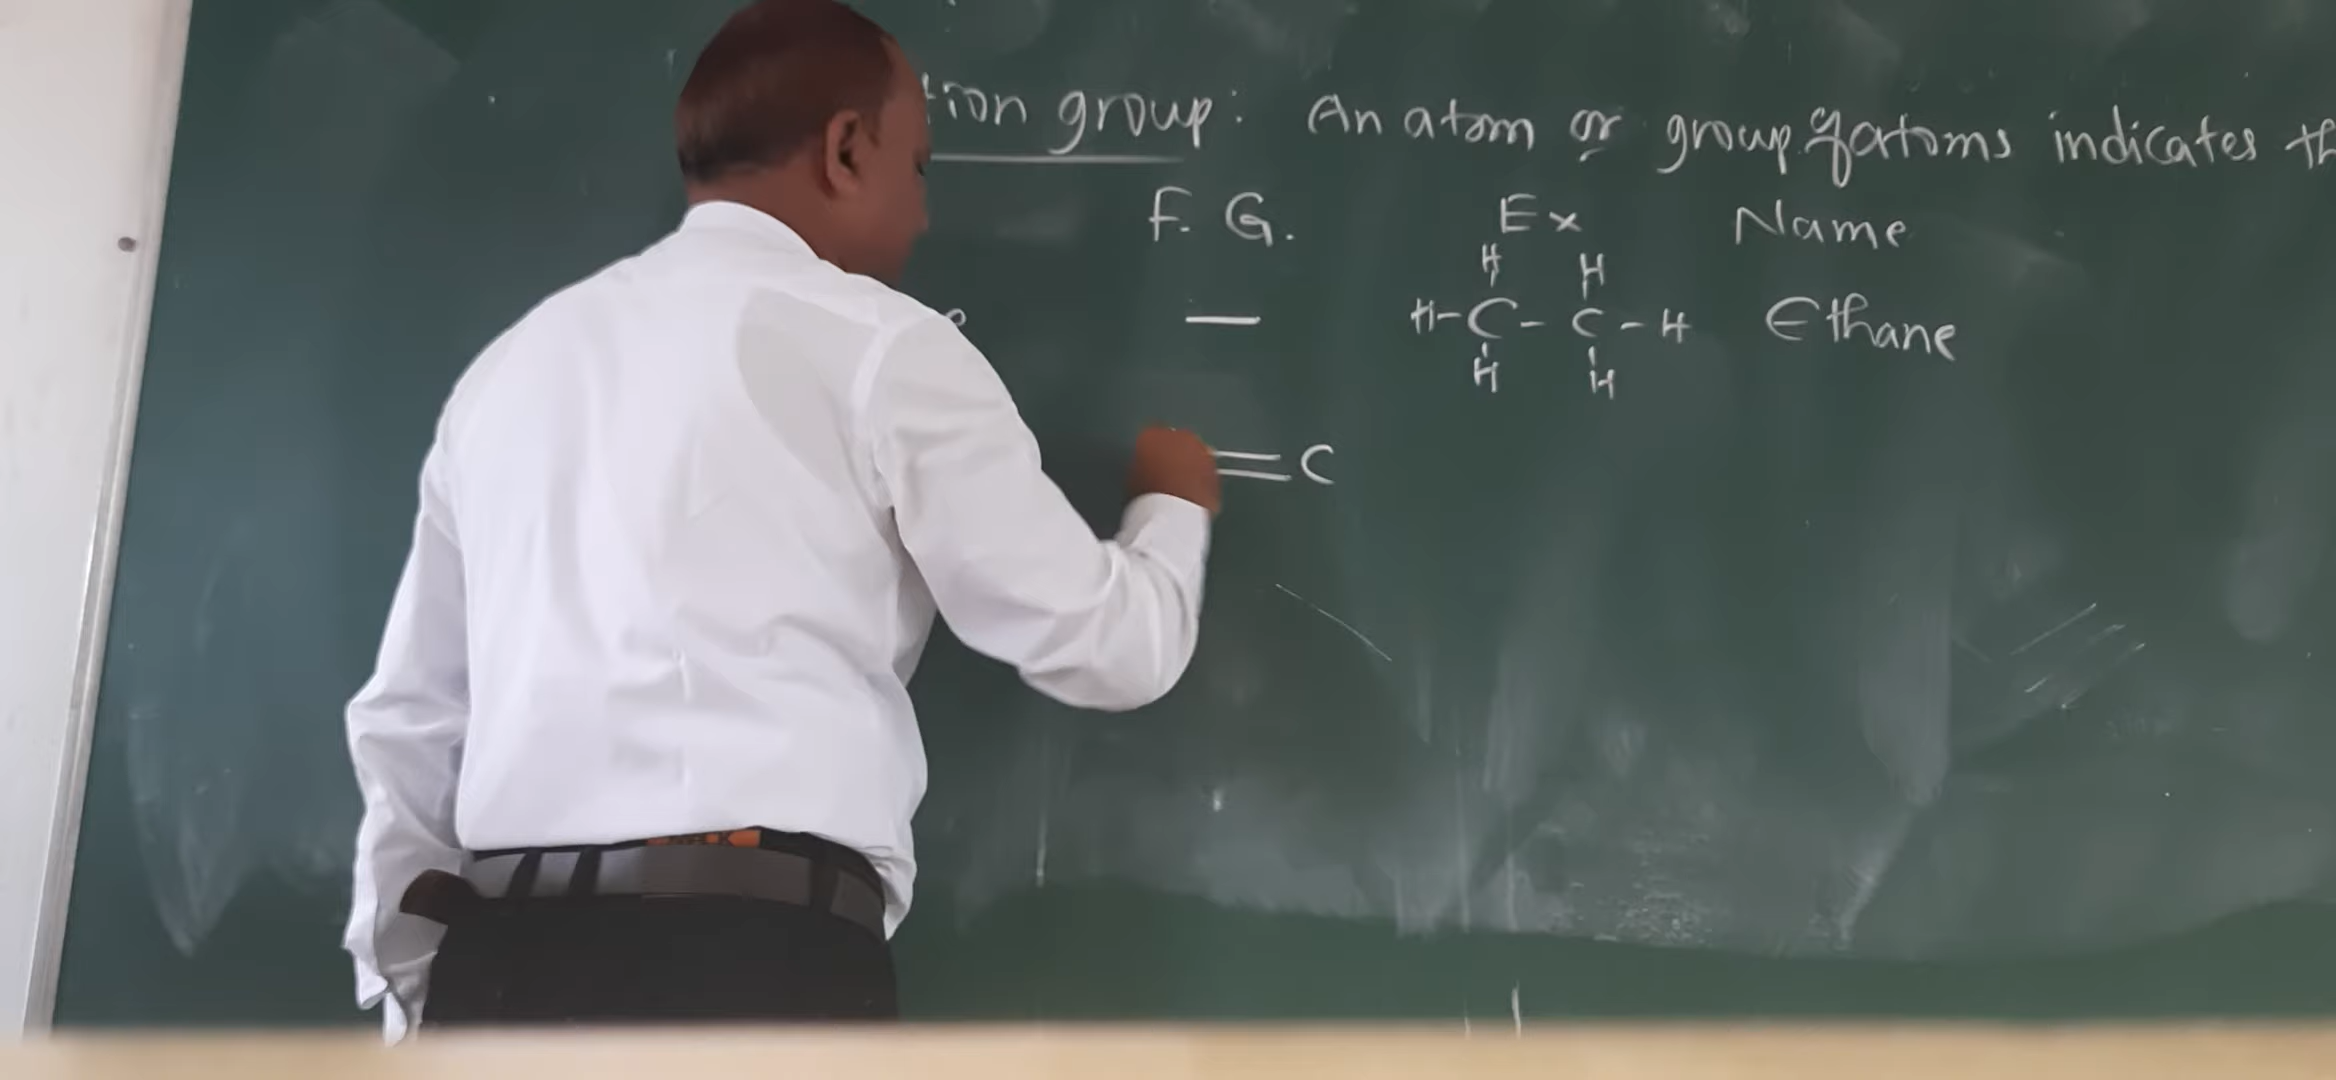 tion group: An atom or group of atoms indicates th
F. G. Ex Name
H H
— H-C-C-H Ethane
H H
=C